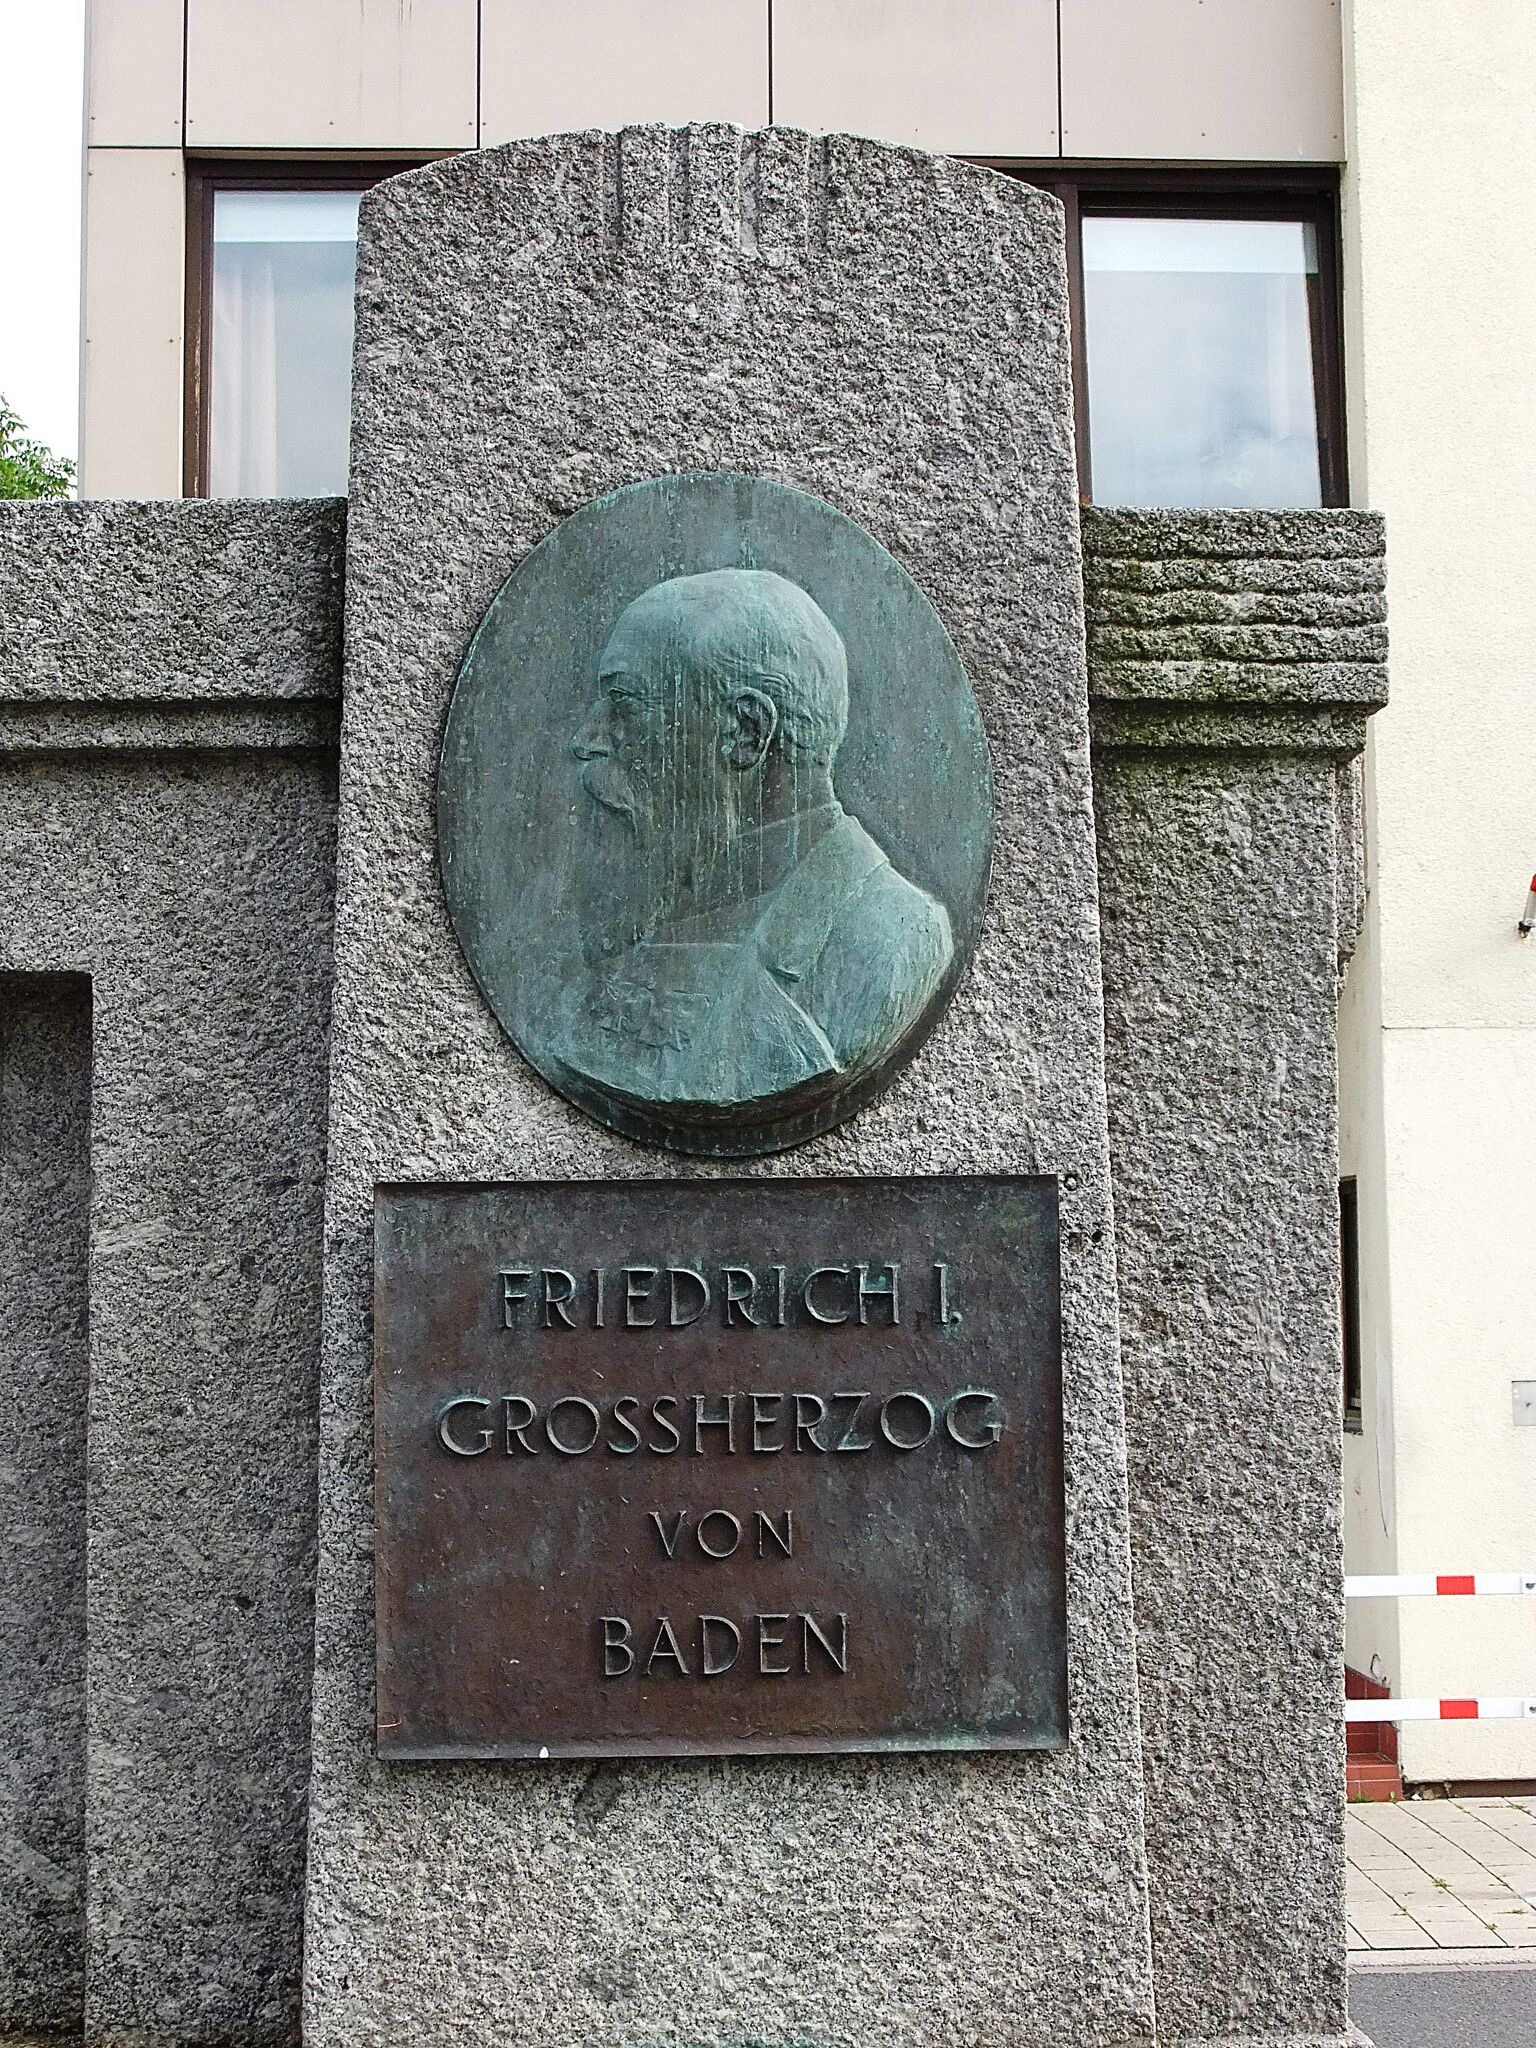 FRIEDRICH I.
GROSSHERZOG
VON
BADEN